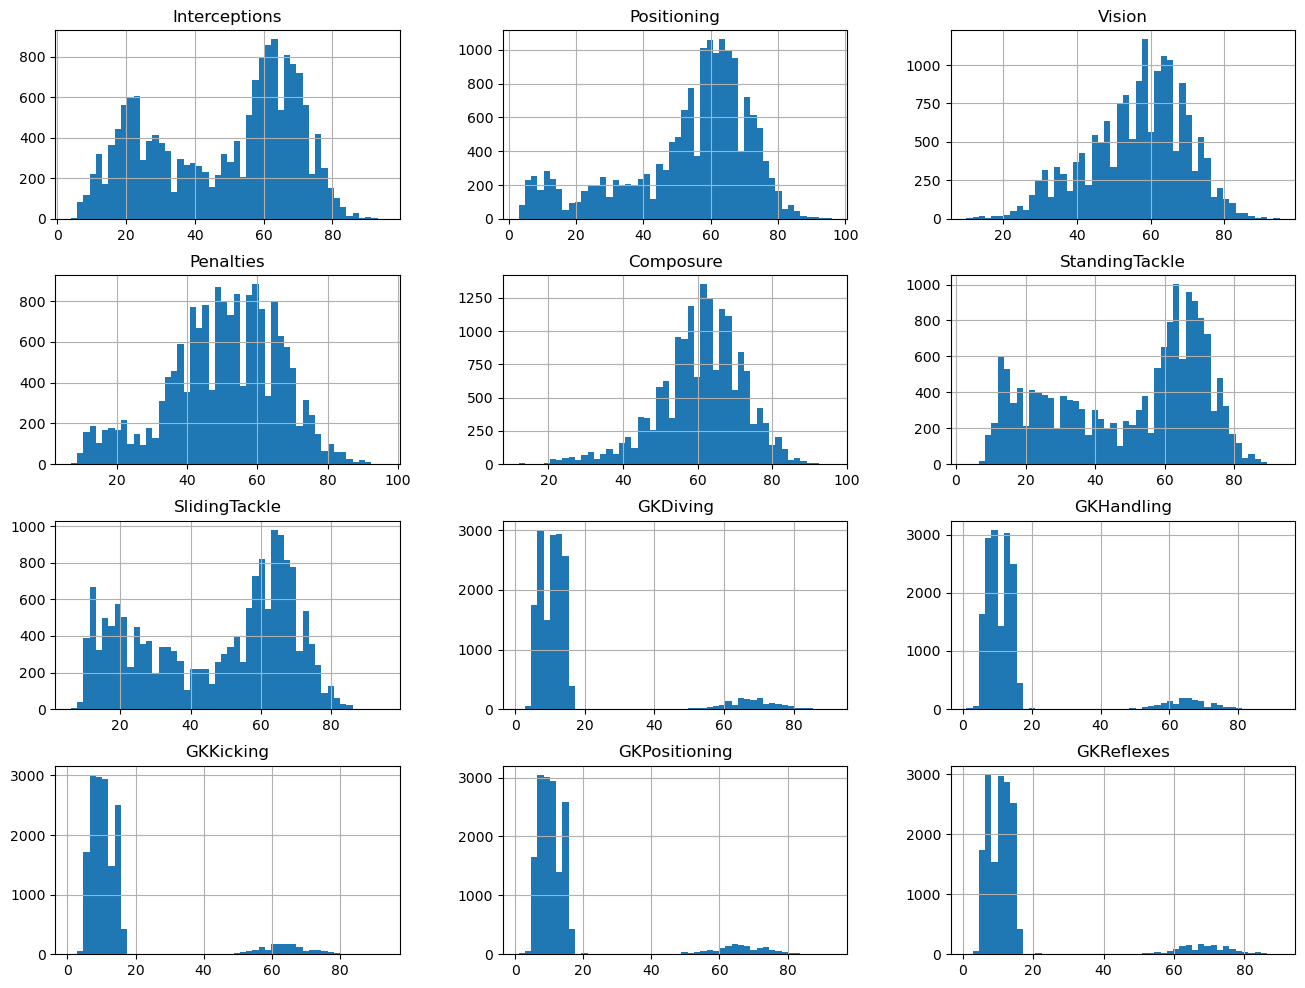 Interceptions
800
600
400
200
0
0 20 40 60 80
Positioning
1000
800
600
400
200
0
0 20 40 60 80 100
Vision
1000
750
500
250
0
20 40 60 80
Penalties
800
600
400
200
0
20 40 60 80 100
Composure
1250
1000
750
500
250
0
20 40 60 80 100
StandingTackle
1000
800
600
400
200
0
0 20 40 60 80
SlidingTackle
1000
800
600
400
200
0
20 40 60 80
GKDiving
3000
2000
1000
0
0 20 40 60 80
GKHandling
3000
2000
1000
0
0 20 40 60 80
GKKicking
3000
2000
1000
0
0 20 40 60 80
GKPositioning
3000
2000
1000
0
0 20 40 60 80
GKReflexes
3000
2000
1000
0
0 20 40 60 80